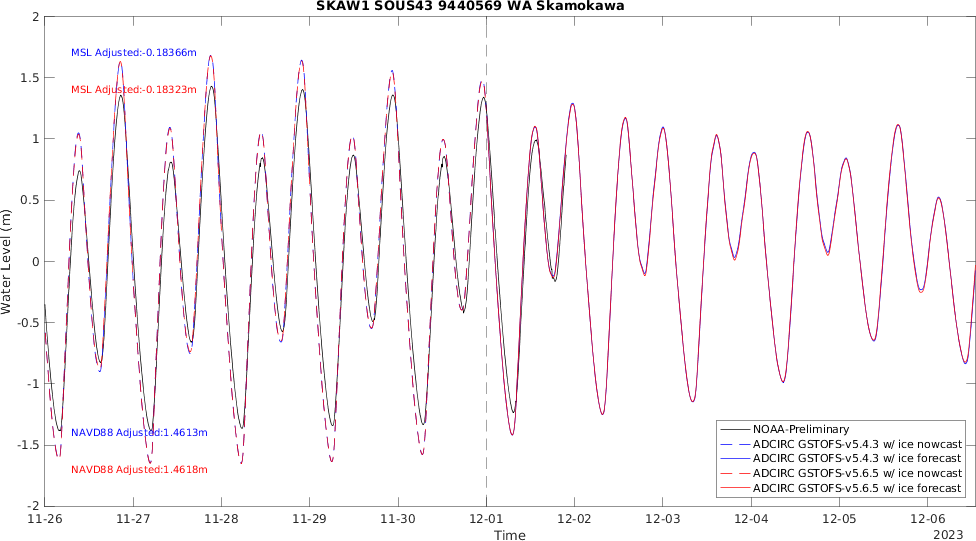 SKAW1 SOUS43 9440569 WA Skamokawa
2
1.5
1
0.5
0
-0.5
-1
-1.5
-2
Water Level (m)
MSL Adjusted:-0.18366m
MSL Adjusted:-0.18323m
NAVD88 Adjusted:1.4613m
NAVD88 Adjusted:1.4618m
NOAA-Preliminary
ADCIRC GSTOFS-v5.4.3 w/ ice nowcast
ADCIRC GSTOFS-v5.4.3 w/ ice forecast
ADCIRC GSTOFS-v5.6.5 w/ ice nowcast
ADCIRC GSTOFS-v5.6.5 w/ ice forecast
11-26 11-27 11-28 11-29 11-30 12-01 12-02 12-03 12-04 12-05 12-06
Time
2023